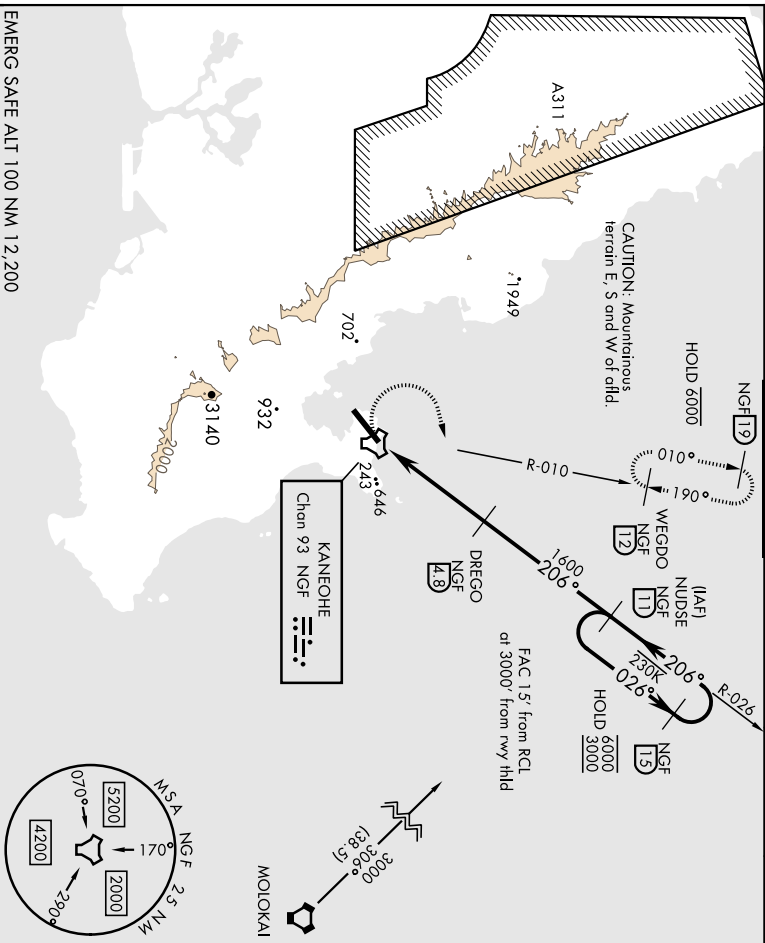 EMERG SAFE ALT 100 NM 12,200
A311
CAUTION: Mountainous
terrain E, S and W of afld.
1949
702
932
3140
2000
HOLD 6000
NGF 19
010°
190°
R-010
WEGDO
NGF
12
(IAF)
NUDSE
NGF
11
206°
230K
026°
R-026
HOLD 6000
3000
NGF
15
1600
206°
DREGO
NGF
4.8
FAC 15' from RCL
at 3000' from rwy thld
646
243
KANEOHE
Chan 93 NGF
3000
306°
(38.5)
MOLOKAI
MSA NGF 25 NM
070°
170°
290°
5200
2000
4200